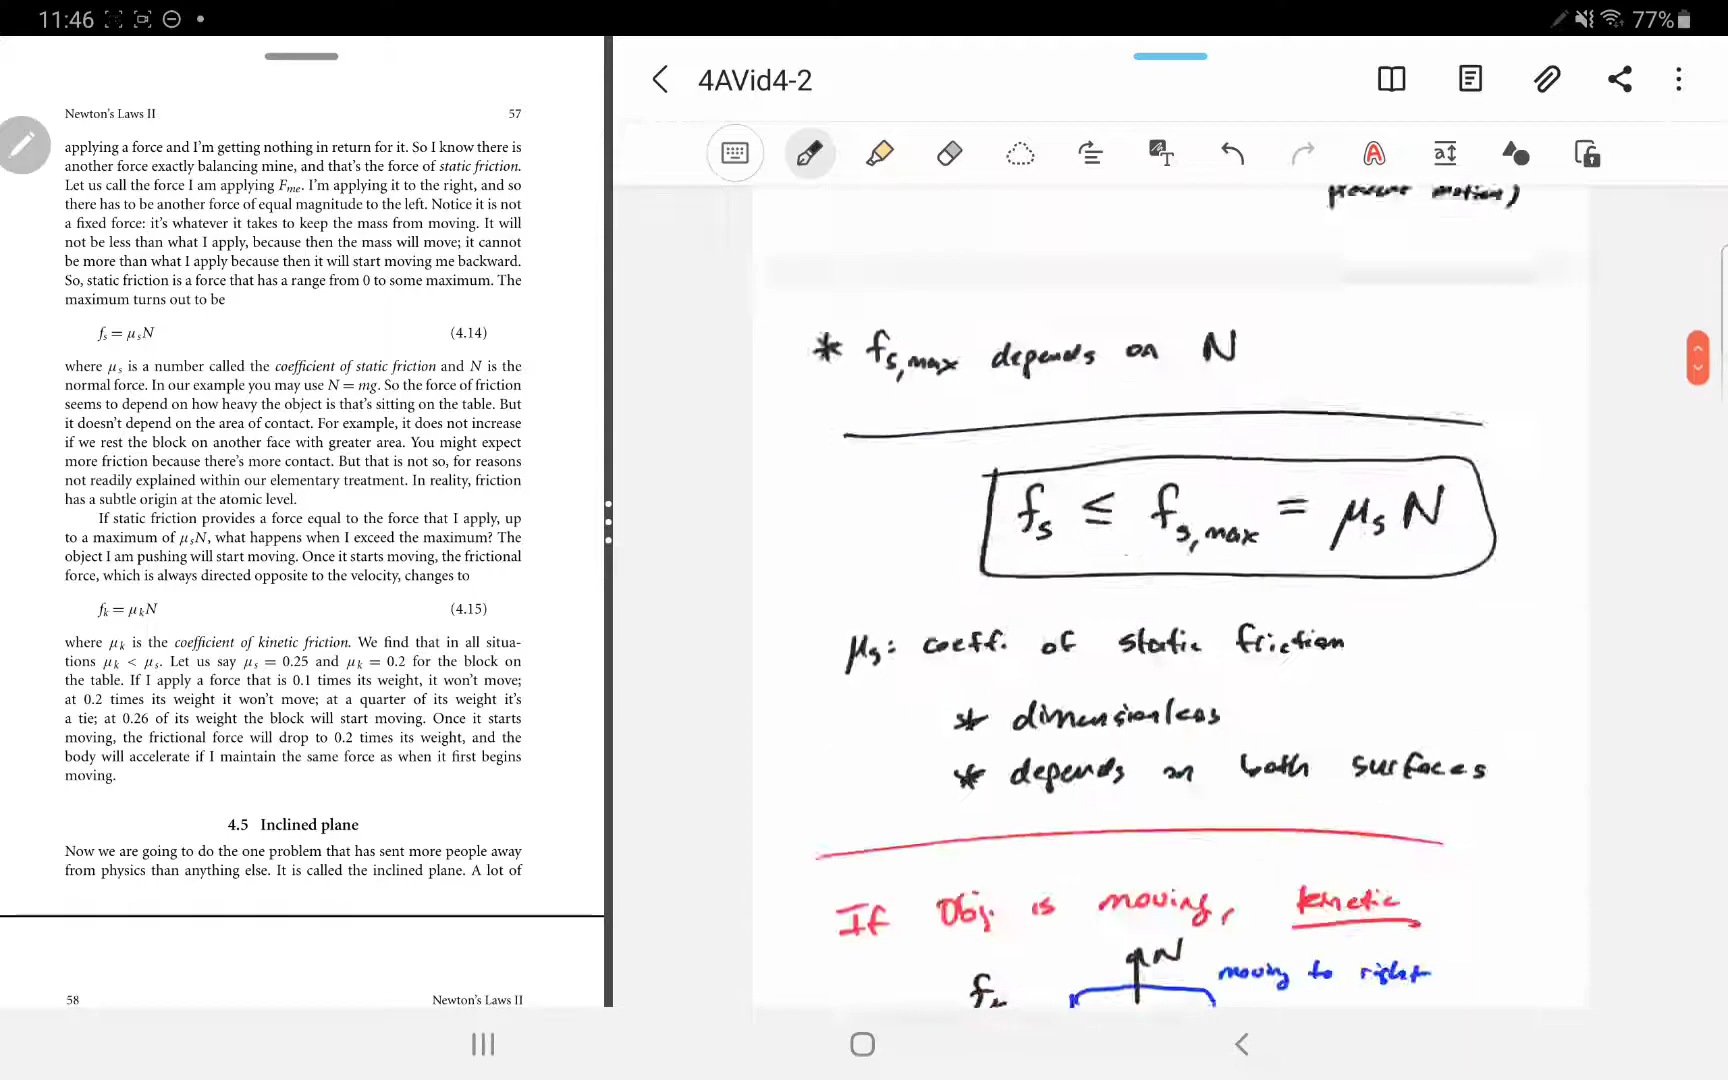 11:46
77%
Newton's Laws II 57
applying a force and I'm getting nothing in return for it. So I know there is
another force exactly balancing mine, and that's the force of static friction.
Let us call the force I am applying Fme. I'm applying it to the right, and so
there has to be another force of equal magnitude to the left. Notice it is not
a fixed force: it's whatever it takes to keep the mass from moving. It will
not be less than what I apply, because then the mass will move; it cannot
be more than what I apply because then it will start moving me backward.
So, static friction is a force that has a range from 0 to some maximum. The
maximum turns out to be
fs = μsN (4.14)
where μs is a number called the coefficient of static friction and N is the
normal force. In our example you may use N = mg. So the force of friction
seems to depend on how heavy the object is that's sitting on the table. But
it doesn't depend on the area of contact. For example, it does not increase
if we rest the block on another face with greater area. You might expect
more friction because there's more contact. But that is not so, for reasons
not readily explained within our elementary treatment. In reality, friction
has a subtle origin at the atomic level.
If static friction provides a force equal to the force that I apply, up
to a maximum of μsN, what happens when I exceed the maximum? The
object I am pushing will start moving. Once it starts moving, the frictional
force, which is always directed opposite to the velocity, changes to
fk = μkN (4.15)
where μk is the coefficient of kinetic friction. We find that in all situa-
tions μk < μs. Let us say μs = 0.25 and μk = 0.2 for the block on
the table. If I apply a force that is 0.1 times its weight, it won't move;
at 0.2 times its weight it won't move; at a quarter of its weight it's
a tie; at 0.26 of its weight the block will start moving. Once it starts
moving, the frictional force will drop to 0.2 times its weight, and the
body will accelerate if I maintain the same force as when it first begins
moving.
4.5 Inclined plane
Now we are going to do the one problem that has sent more people away
from physics than anything else. It is called the inclined plane. A lot of
58 Newton's Laws II
4AVid4-2
prevent motion)
* fs,max depends on N
fs ≤ fs,max = μs N
μs: coeff. of static friction
* dimensionless
* depends on both surfaces
If Obj. is moving, kinetic
N
moving to right
fk